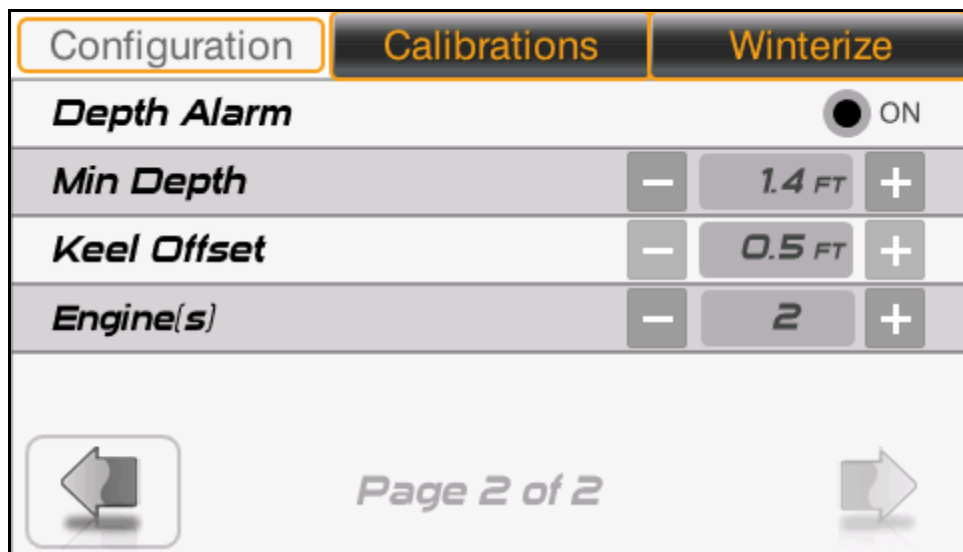 Configuration Calibrations Winterize
Depth Alarm ON
Min Depth − 1.4 FT +
Keel Offset − 0.5 FT +
Engine(s) − 2 +
Page 2 of 2